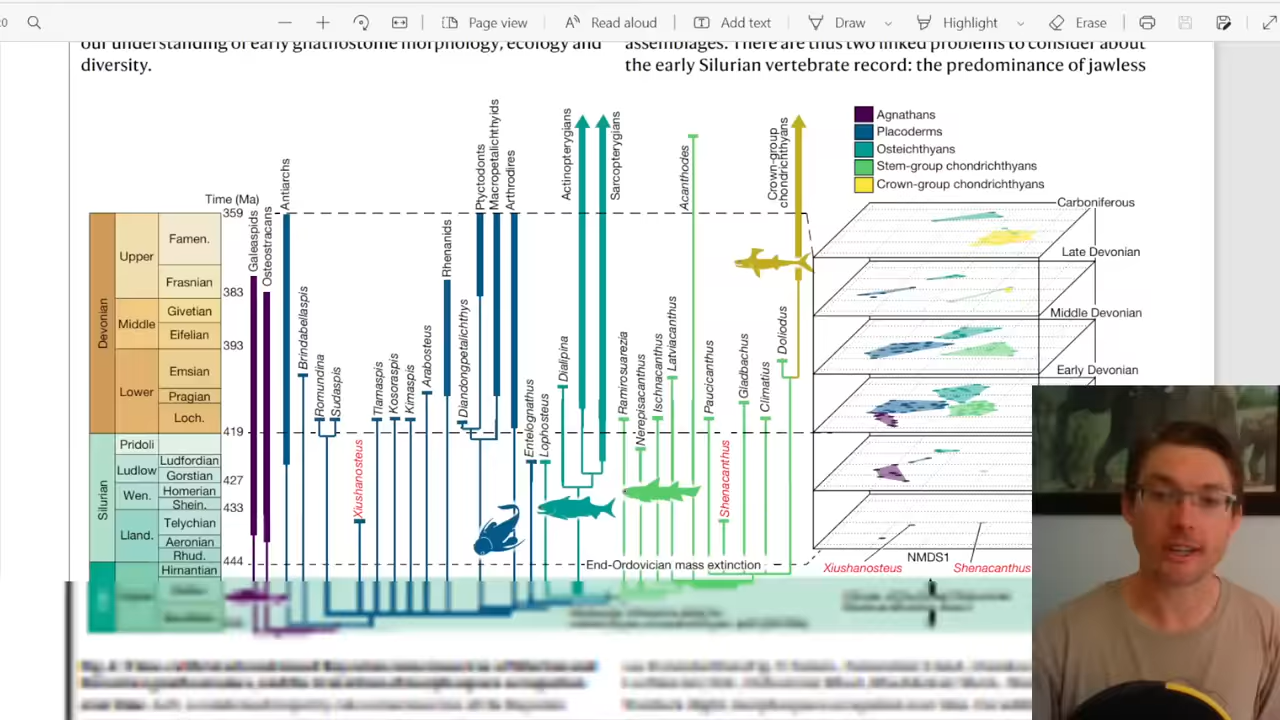 20
Page view
Read aloud
Add text
Draw
Highlight
Erase
our understanding of early gnathostome morphology, ecology and
diversity.
assemblages. There are thus two linked problems to consider about
the early Silurian vertebrate record: the predominance of jawless
Time (Ma)
359
383
393
419
427
433
444
Devonian
Upper
Famen.
Frasnian
Middle
Givetian
Eifelian
Lower
Emsian
Pragian
Loch.
Silurian
Pridoli
Ludlow
Ludfordian
Gorstian
Wen.
Homerian
Shein.
Lland.
Telychian
Aeronian
Rhud.
Hirnantian
Galeaspids
Osteostracans
Antiarchs
Brindabellaspis
Romundina
Sudaspis
Xiushanosteus
Tlamaspis
Kosoraspis
Kimaspis
Arabosteus
Rhenanids
Diandongpetalichthys
Ptyctodonts
Macropetalichthyids
Arthrodires
Entelognathus
Lophosteus
Dialipina
Actinopterygians
Sarcopterygians
Ramirosuarezia
Nerepisacanthus
Ischnacanthus
Latviacanthus
Acanthodes
Paucicanthus
Shenacanthus
Gladbachus
Climatius
Doliodus
Crown-group
chondrichthyans
End-Ordovician mass extinction
Agnathans
Placoderms
Osteichthyans
Stem-group chondrichthyans
Crown-group chondrichthyans
Carboniferous
Late Devonian
Middle Devonian
Early Devonian
NMDS1
Xiushanosteus
Shenacanthus